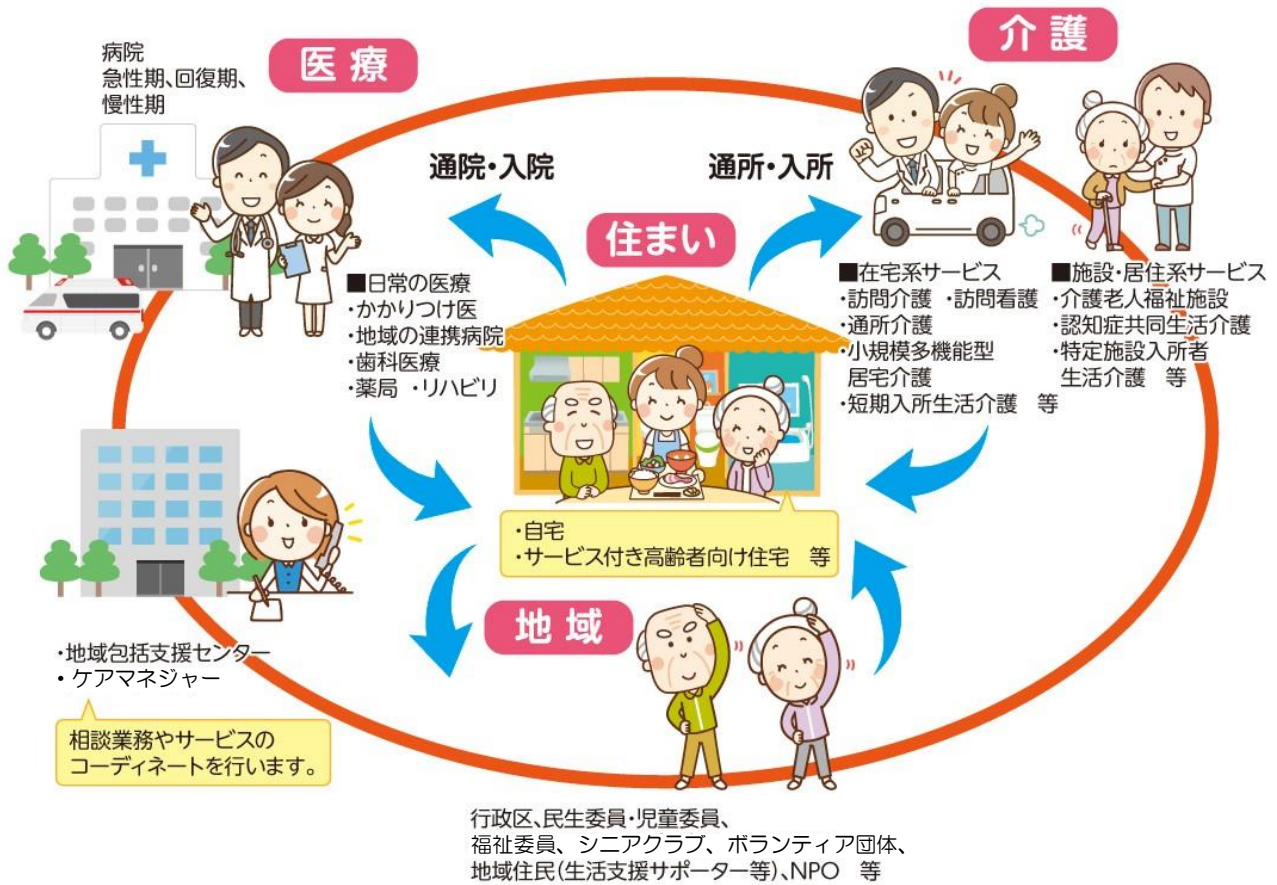 医療
病院
急性期、回復期、
慢性期
通院・入院
■日常の医療
・かかりつけ医
・地域の連携病院
・歯科医療
・薬局 ・リハビリ
介護
通所・入所
■在宅系サービス
・訪問介護 ・訪問看護
・通所介護
・小規模多機能型
居宅介護
・短期入所生活介護 等
■施設・居住系サービス
・介護老人福祉施設
・認知症共同生活介護
・特定施設入所者
生活介護 等
住まい
・自宅
・サービス付き高齢者向け住宅 等
・地域包括支援センター
・ケアマネジャー
相談業務やサービスの
コーディネートを行います。
地域
行政区、民生委員・児童委員、
福祉委員、シニアクラブ、ボランティア団体、
地域住民(生活支援サポーター等)、NPO 等